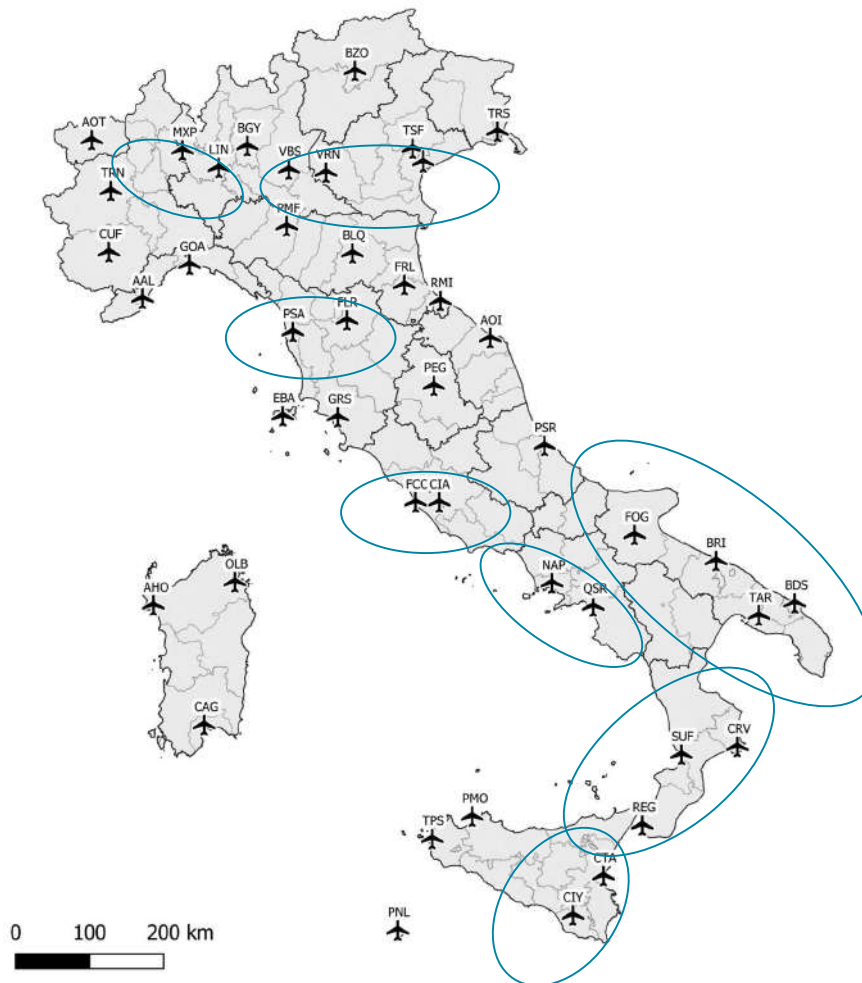 BZO
AOT
MXP
LIN
BGY
VBS
VRN
TSF
TRS
TRN
PMF
CUF
GOA
BLQ
AAL
FRL
RMI
PSA
FLR
AOI
PEG
EBA
GRS
PSR
FCC
CIA
FOG
BRI
NAP
QSR
TAR
BDS
OLB
AHO
CAG
SUF
CRV
REG
PMO
TPS
CTA
CIY
PNL
0 100 200 km